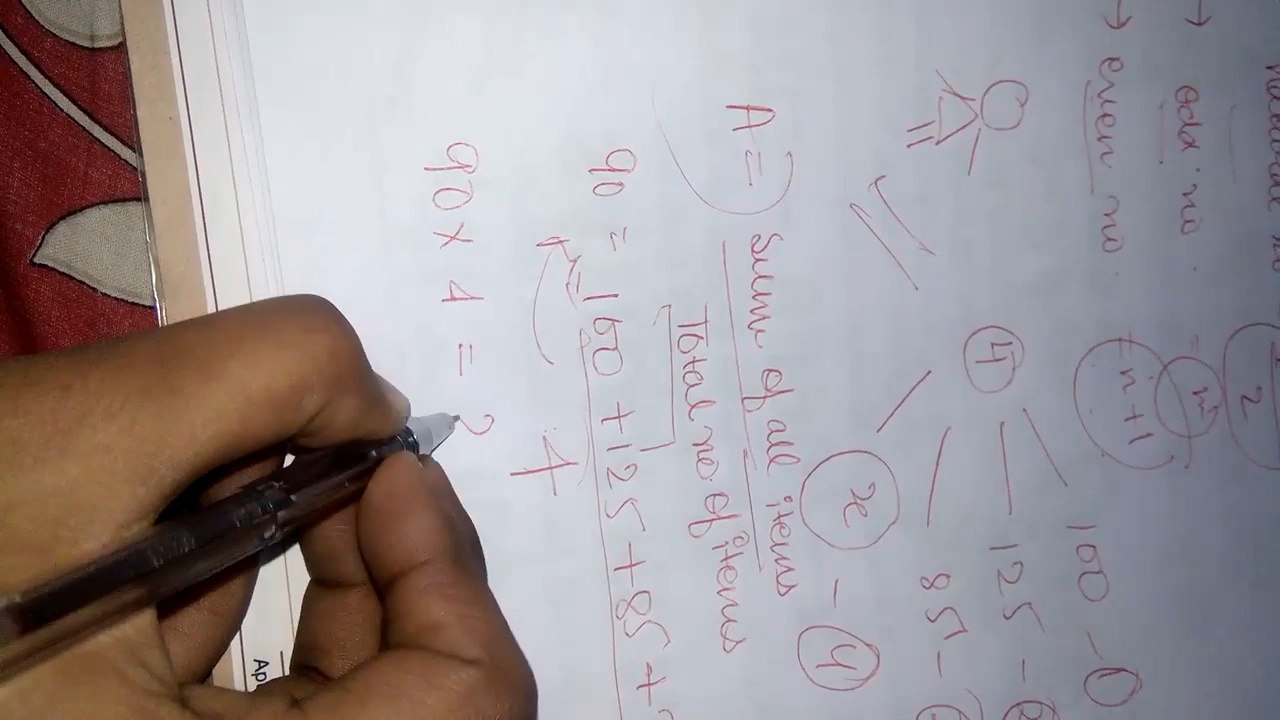 → odd no. = n
→ even no. = n+1
2
4
100 - 1
125 -
85 -
x - 4
A = Sum of all items
Total no. of items
90 = 100 + 125 + 85 +
4
90 x 4 =